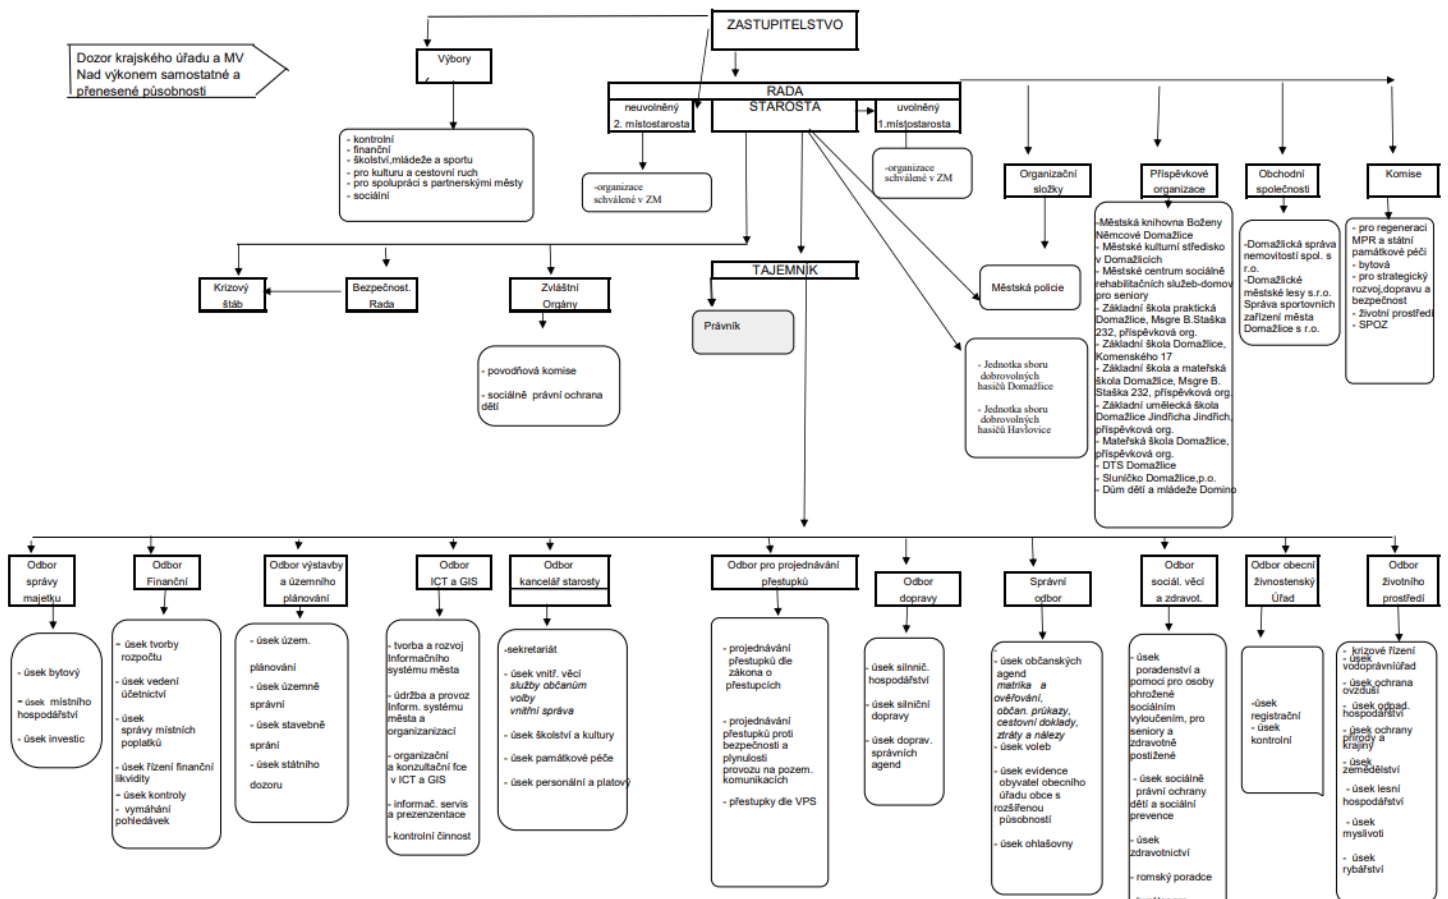 ZASTUPITELSTVO
Dozor krajského úřadu a MV
Nad výkonem samostatné a
přenesené působnosti
Výbory
RADA
neuvolněný
2. místostarosta
STAROSTA
uvolněný
1.místostarosta
- kontrolní
- finanční
- školství,mládeže a sportu
- pro kulturu a cestovní ruch
- pro spolupráci s partnerskými městy
- sociální
-organizace
schválené v ZM
-organizace
schválené v ZM
Organizační
složky
Příspěvkové
organizace
Obchodní
společnosti
Komise
Městská policie
- Jednotka sboru
dobrovolných
hasičů Domažlice
- Jednotka sboru
dobrovolných
hasičů Havlovice
-Městská knihovna Boženy
Němcové Domažlice
- Městské kulturní středisko
v Domažlicích
- Městské centrum sociálně
rehabilitačních služeb-domov
pro seniory
- Základní škola praktická
Domažlice, Msgre B.Staška
232, příspěvková org.
- Základní škola Domažlice,
Komenského 17
- Základní škola a mateřská
škola Domažlice, Msgre B.
Staška 232, příspěvková org.
- Základní umělecká škola
Domažlice Jindřicha Jindřich,
příspěvková org.
- Mateřská škola Domažlice,
příspěvková org.
- DTS Domažlice
- Sluníčko Domažlice,p.o.
- Dům dětí a mládeže Domino
-Domažlická správa
nemovitostí spol. s
r.o.
-Domažlické
městské lesy s.r.o.
Správa sportovních
zařízení města
Domažlice s r.o.
- pro regeneraci
MPR a státní
památkové péči
- bytová
- pro strategický
rozvoj,dopravu a
bezpečnost
- životní prostředí
- SPOZ
Krizový
štáb
Bezpečnost.
Rada
Zvláštní
Orgány
TAJEMNÍK
Právník
- povodňová komise
- sociálně právní ochrana
dětí
Odbor
správy
majetku
- úsek bytový
- úsek místního
hospodářství
- úsek investic
Odbor
Finanční
- úsek tvorby
rozpočtu
- úsek vedení
účetnictví
- úsek
správy místních
poplatků
- úsek řízení finanční
likvidity
- úsek kontroly
- vymáhání
pohledávek
Odbor výstavby
a územního
plánování
- úsek územ.
plánování
- úsek územně
správní
- úsek stavebně
sprání
- úsek státního
dozoru
Odbor
ICT a GIS
- tvorba a rozvoj
Informačního
systému města
- údržba a provoz
Inform. systému
města a
organizanizací
- organizační
a konzultační fce
v ICT a GIS
- informač. servis
a prezenzentace
- kontrolní činnost
Odbor
kancelář starosty
-sekretariát
- úsek vnitř. věcí
služby občanům
volby
vnitřní správa
- úsek školství a kultury
- úsek památkové péče
- úsek personální a platový
Odbor pro projednávání
přestupků
- projednávání
přestupků dle
zákona o
přestupcích
- projednávání
přestupků proti
bezpečnosti a
plynulosti
provozu na pozem.
komunikacích
- přestupky dle VPS
Odbor
dopravy
- úsek silnnič.
hospodářství
- úsek silniční
dopravy
- úsek doprav.
správních
agend
Správní
odbor
-
- úsek občanských
agend
matrika a
ověřování,
občan. průkazy,
cestovní doklady,
ztráty a nálezy
- úsek voleb
- úsek evidence
obyvatel obecního
úřadu obce s
rozšířenou
působností
- úsek ohlašovny
Odbor
sociál. věcí
a zdravot.
- úsek
poradenství a
pomoci pro osoby
ohrožené
sociálním
vyloučením, pro
seniory a
zdravotně
postižené
- úsek sociálně
právní ochrany
dětí a sociální
prevence
- úsek
zdravotnictví
- romský poradce
Odbor obecní
živnostenský
Úřad
-úsek
registrační
- úsek
kontrolní
Odbor
životního
prostředí
- krizové řízení
- úsek
vodoprávníúřad
- úsek ochrana
ovzduší
- úsek odpad.
hospodářství
- úsek ochrany
přírody a
krajiny
- úsek
zemědělství
- úsek lesní
hospodářství
- úsek
myslivoti
- úsek
rybářství